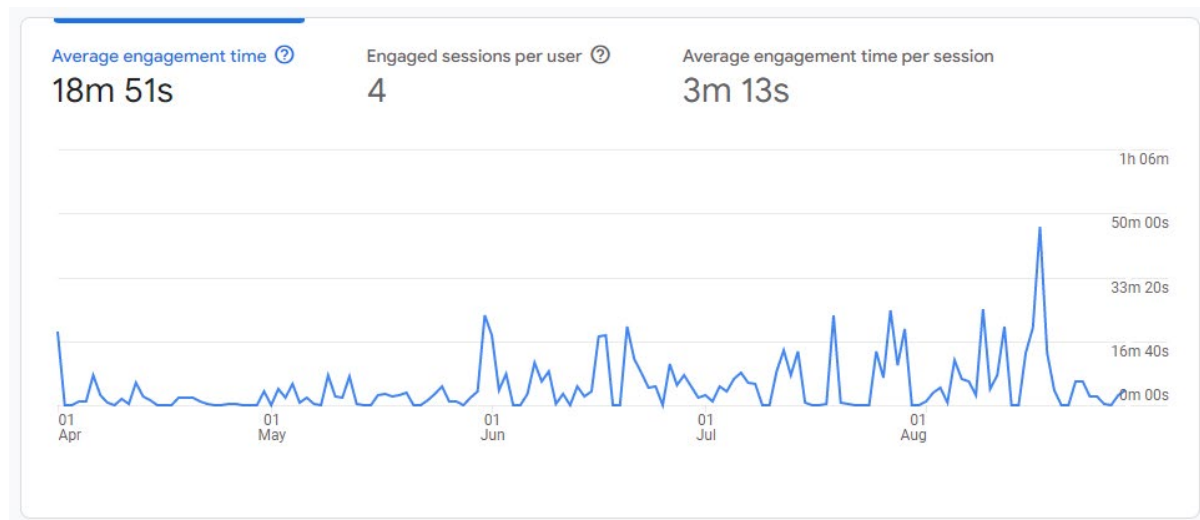 Average engagement time
Engaged sessions per user
Average engagement time per session
18m 51s
4
3m 13s
1h 06m
50m 00s
33m 20s
16m 40s
0m 00s
01 01 01 01 01
Apr May Jun Jul Aug